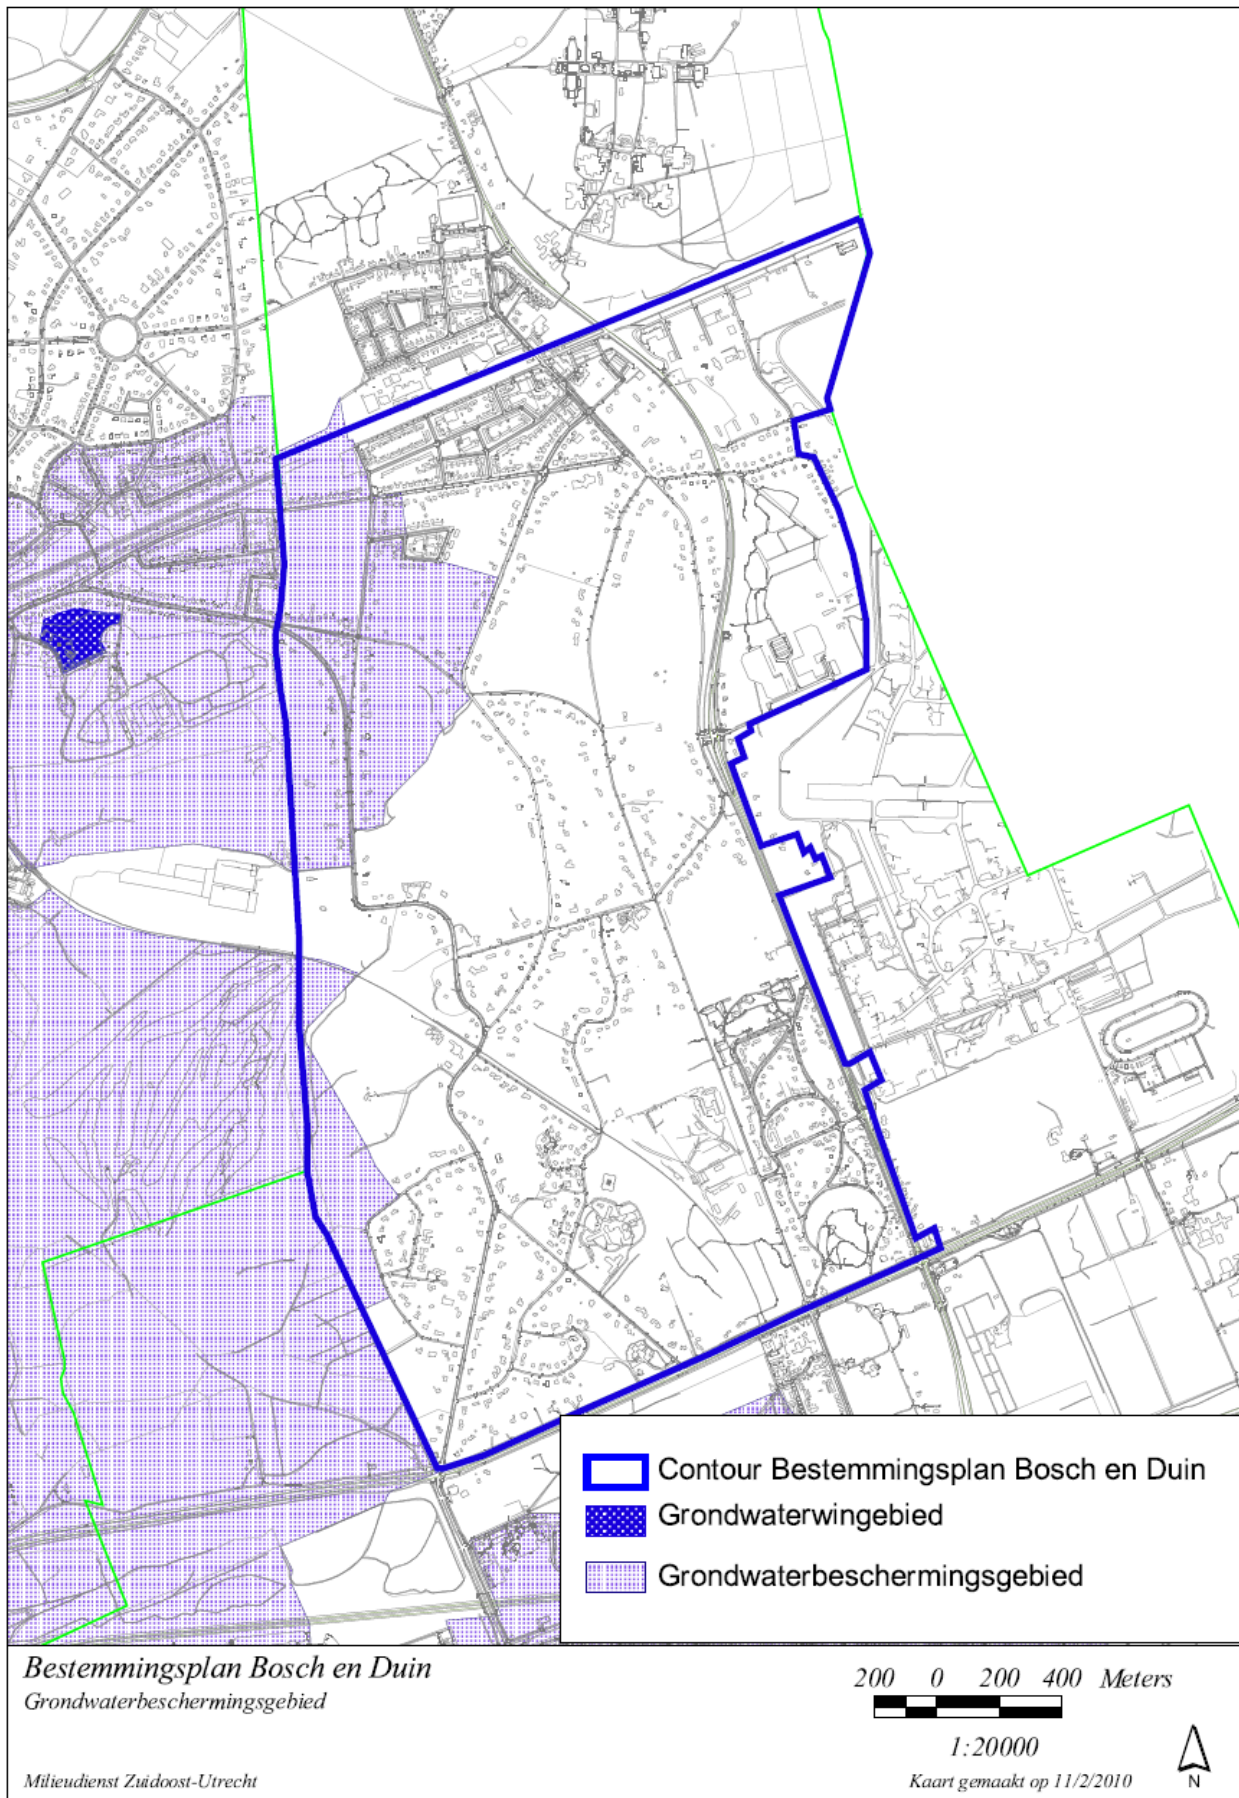 Contour Bestemmingsplan Bosch en Duin
Grondwaterwingebied
Grondwaterbeschermingsgebied
Bestemmingsplan Bosch en Duin
Grondwaterbeschermingsgebied
200 0 200 400 Meters
1:20000
Milieudienst Zuidoost-Utrecht
Kaart gemaakt op 11/2/2010
N